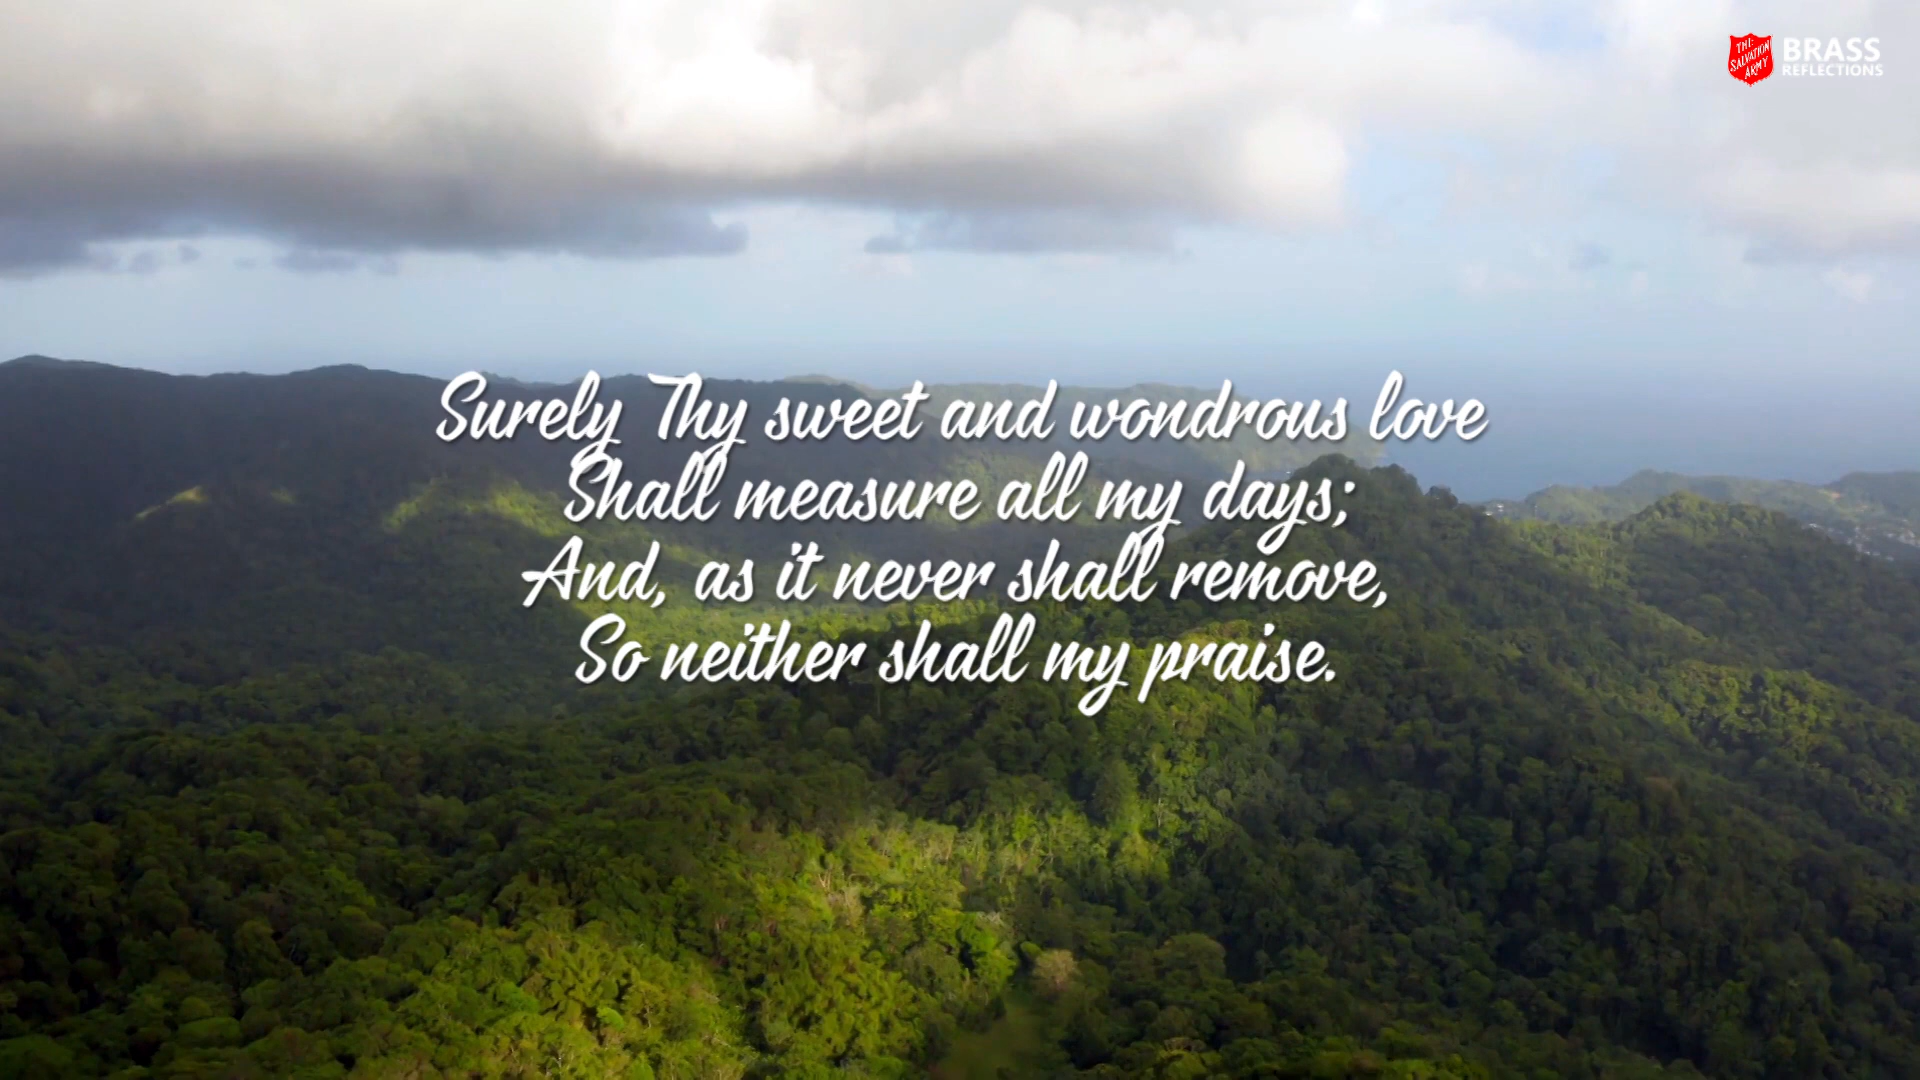 THE
SALVATION
ARMY
BRASS
REFLECTIONS
Surely Thy sweet and wondrous love
Shall measure all my days;
And, as it never shall remove,
So neither shall my praise.